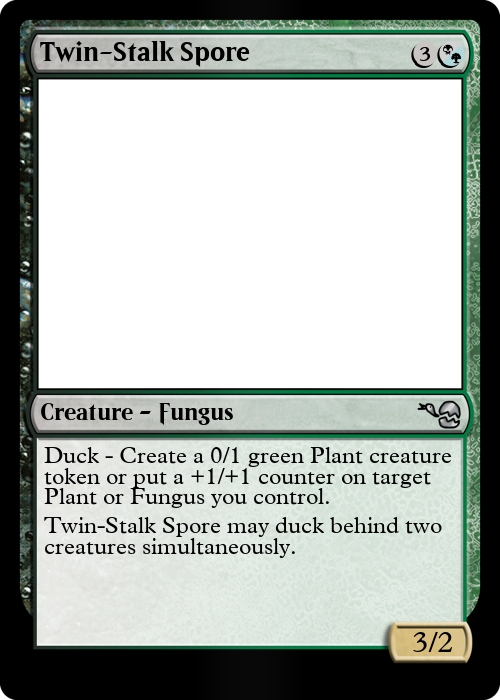 Twin-Stalk Spore 3
Creature - Fungus
Duck - Create a 0/1 green Plant creature
token or put a +1/+1 counter on target
Plant or Fungus you control.
Twin-Stalk Spore may duck behind two
creatures simultaneously.
3/2